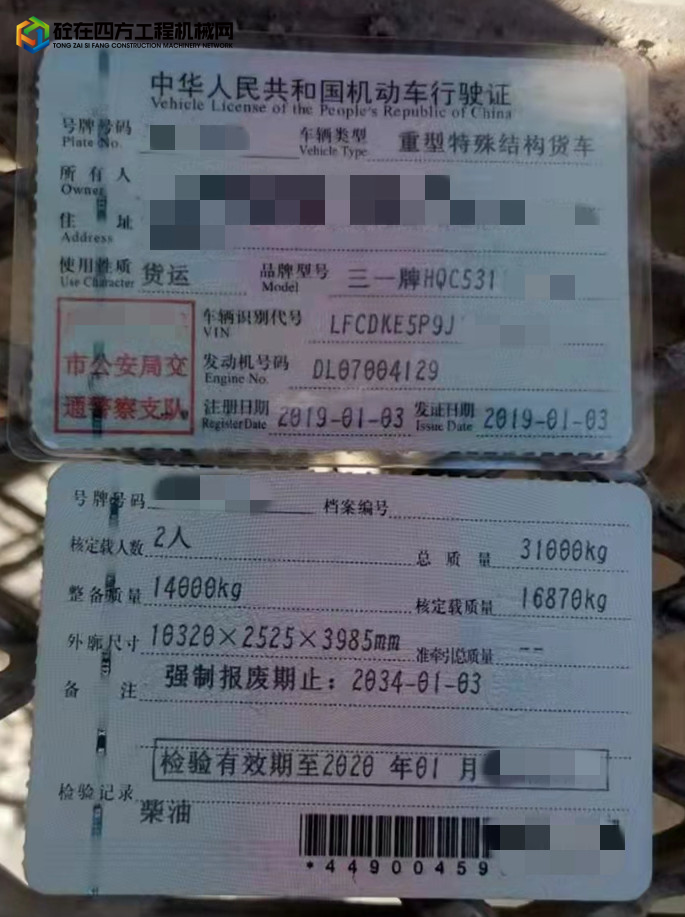 砼在四方工程机械网
TONG ZAI SI FANG CONSTRUCTION MACHINERY NETWORK
中华人民共和国机动车行驶证
Vehicle License of the People's Republic of China
号牌号码 车辆类型 重型特殊结构货车
Plate No. Vehicle Type
所有人
Owner
住址
Address
使用性质 货运 品牌型号 三一牌HQC531
Use Character Model
车辆识别代号 LFCDKE5P9J
VIN
市公安局交 发动机号码 DL07004129
Engine No.
通警察支队 注册日期 2019-01-03 发证日期 2019-01-03
Register Date Issue Date
号牌号码 档案编号
核定载人数 2人 总质量 31000kg
整备质量 14000kg 核定载质量 16870kg
外廓尺寸 10320×2525×3985mm 准牵引总质量 --
备注 强制报废期止：2034-01-03
检验有效期至2020 年01 月
检验记录
柴油
*44900459